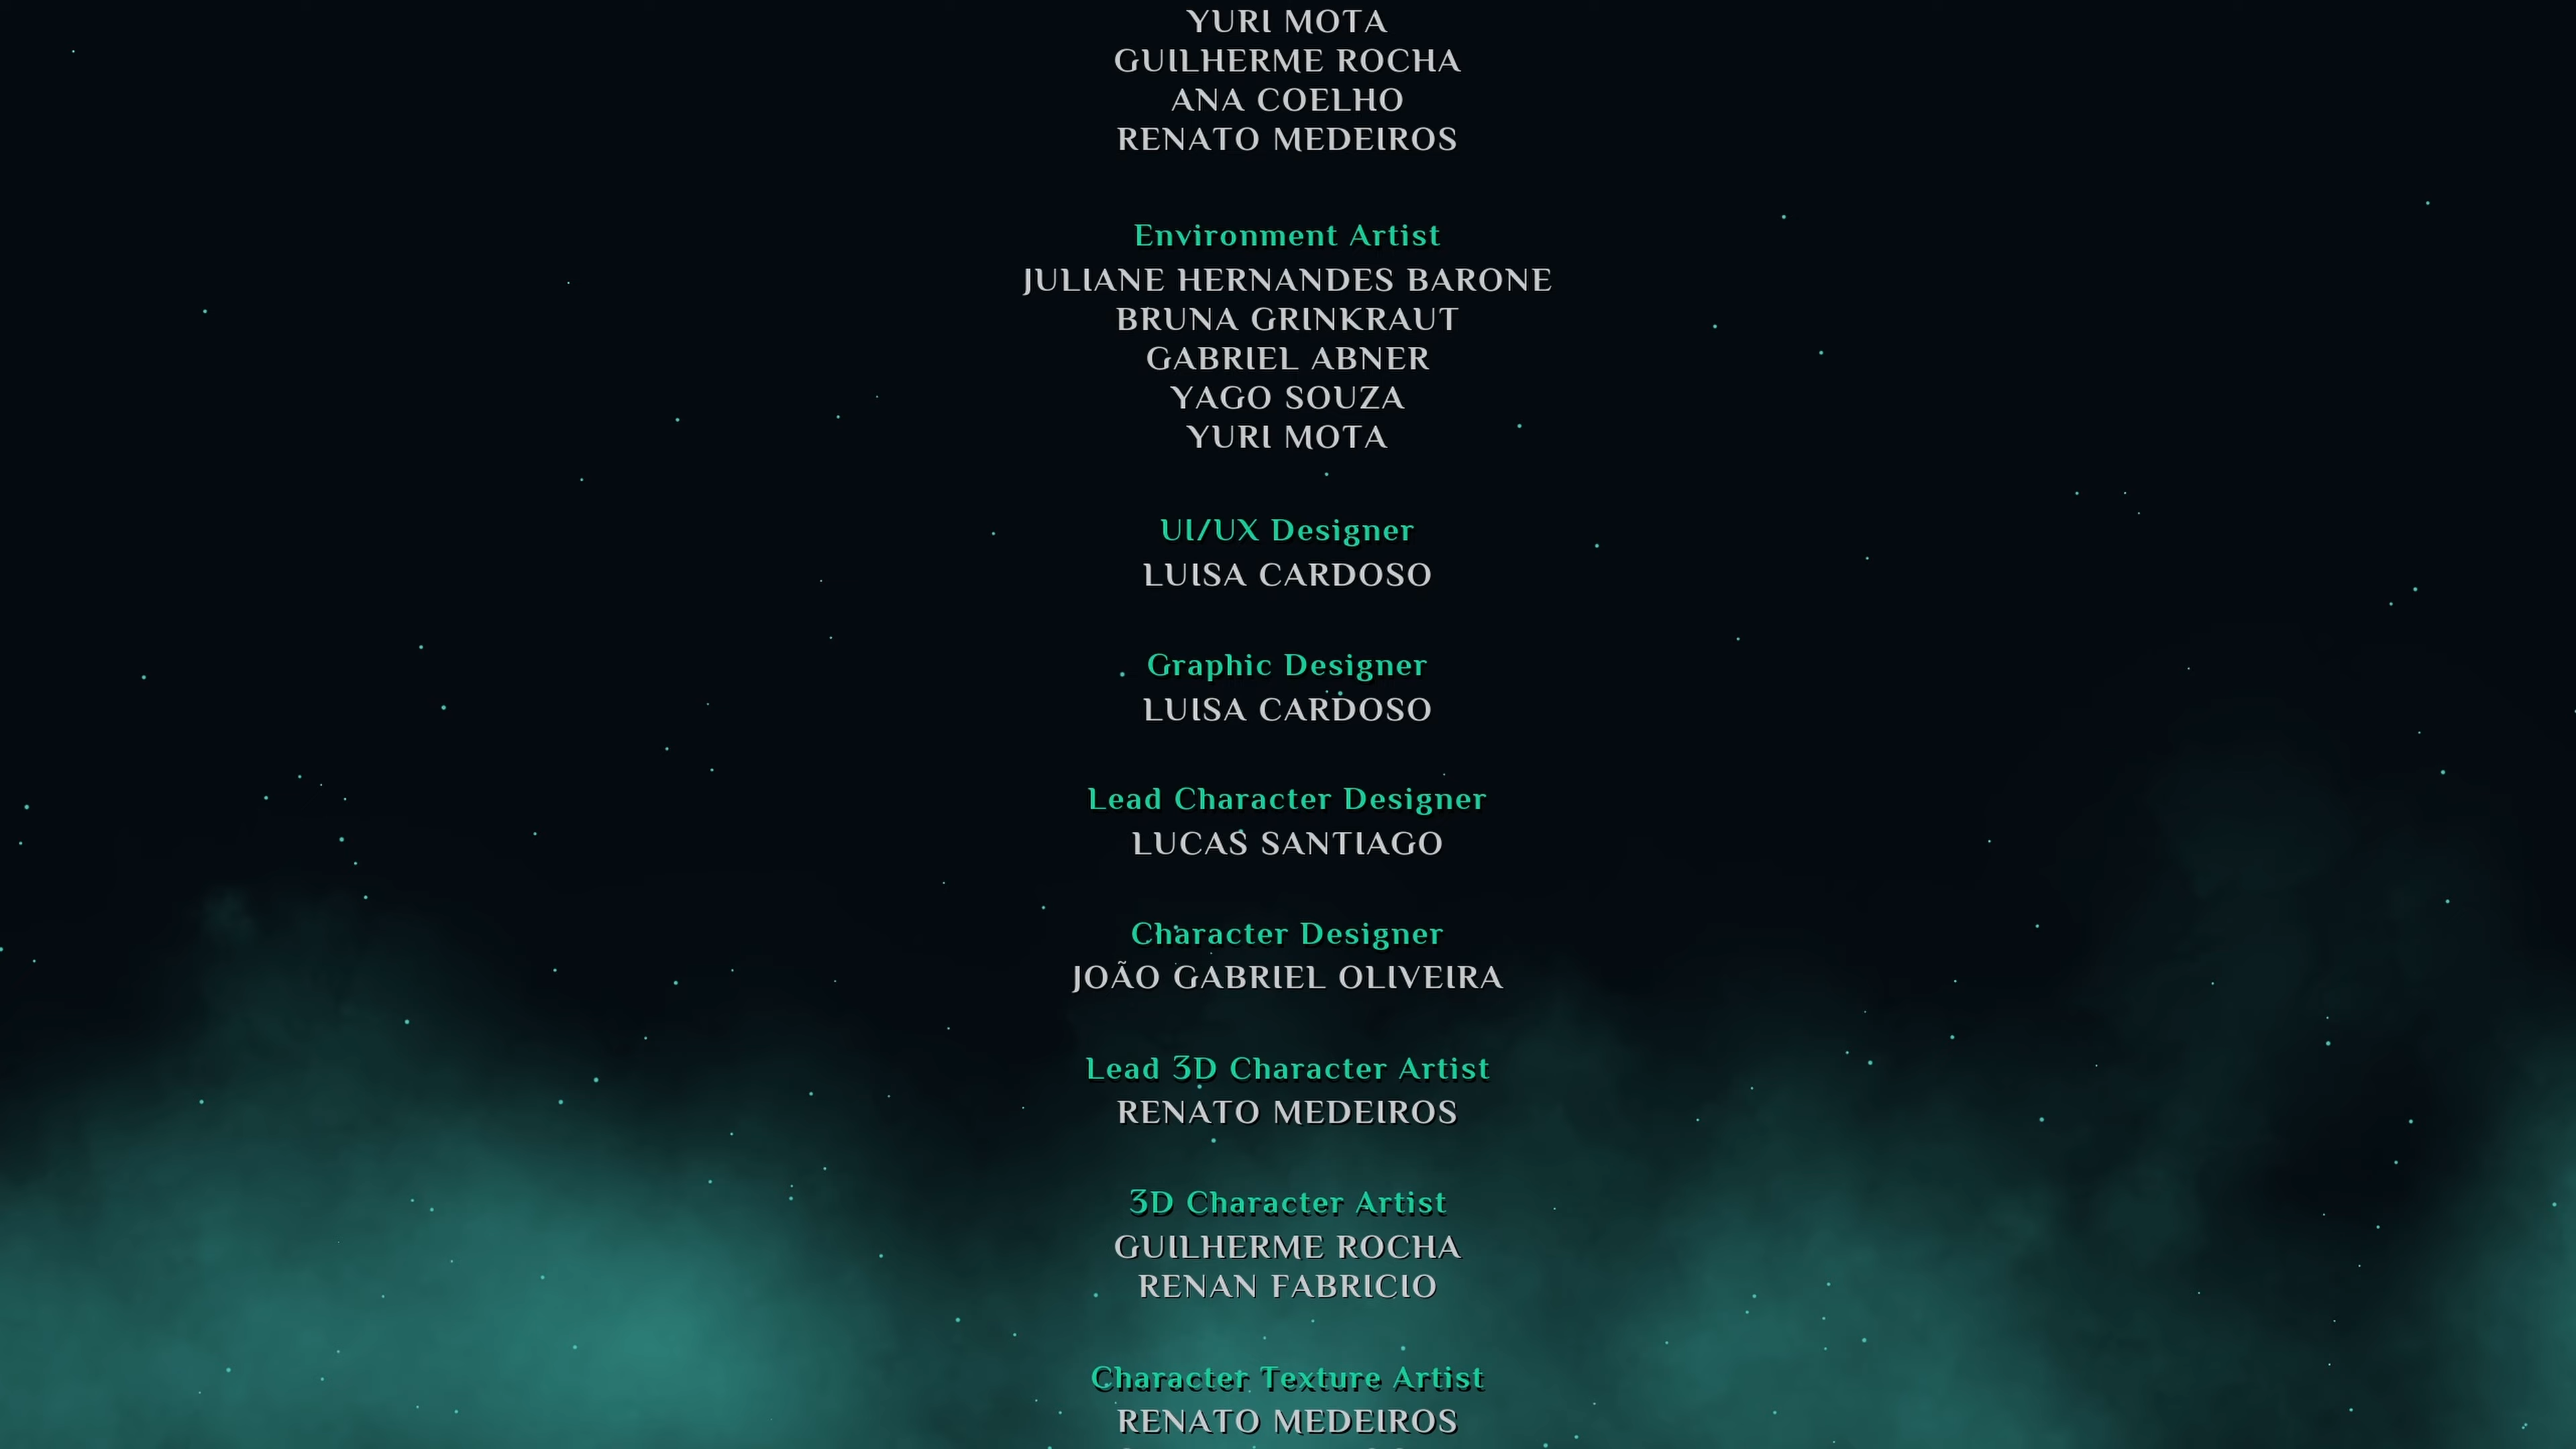 YURI MOTA
GUILHERME ROCHA
ANA COELHO
RENATO MEDEIROS
Environment Artist
JULIANE HERNANDES BARONE
BRUNA GRINKRAUT
GABRIEL ABNER
YAGO SOUZA
YURI MOTA
UI/UX Designer
LUISA CARDOSO
Graphic Designer
LUISA CARDOSO
Lead Character Designer
LUCAS SANTIAGO
Character Designer
JOÃO GABRIEL OLIVEIRA
Lead 3D Character Artist
RENATO MEDEIROS
3D Character Artist
GUILHERME ROCHA
RENAN FABRICIO
Character Texture Artist
RENATO MEDEIROS